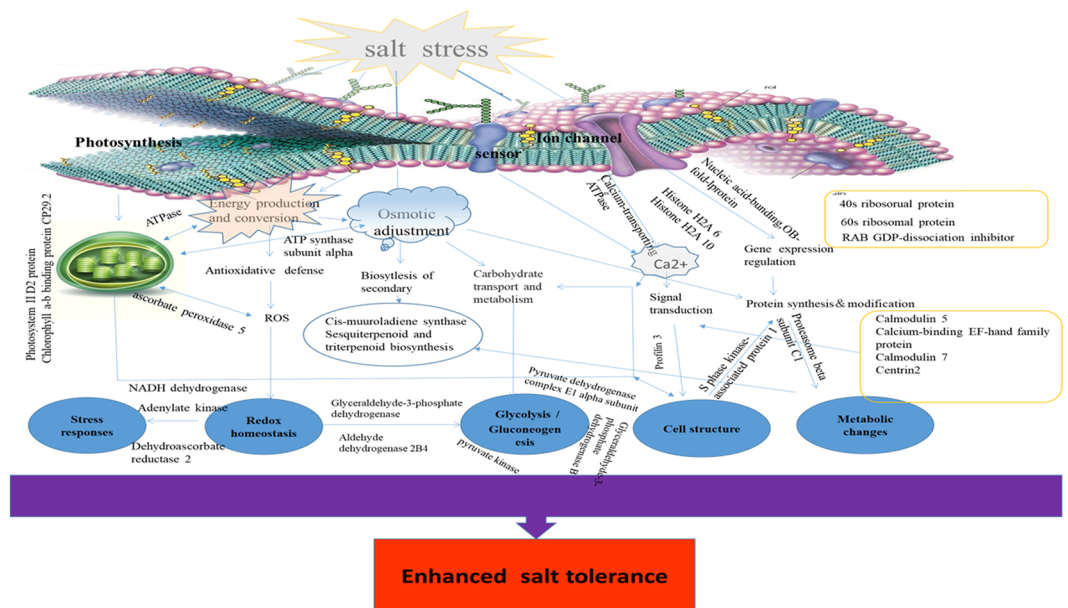 salt stress
Photosynthesis
sensor
Ion channel
rol
Photosystem II D2 protein
Chlorophyll a-b binding protein CP29.2
ATPase
Energy production
and conversion
ATP synthase
subunit alpha
Antioxidative defense
ascorbate peroxidase 5
ROS
Osmotic
adjustment
Biosytlesis of
secondary
Cis-muuroladiene synthase
Sesquiterpenoid and
triterpenoid biosynthesis
Carbohydrate
transport and
metabolism
Calcium-transporting
ATPase
Histone H2A 6
Histone H2A 10
Nucleic acid-bunding,OB-
fold-lprotein
Ca2+
Signal
transduction
Gene expression
regulation
Protein synthesis & modification
40s ribosorual protein
60s ribosomal protein
RAB GDP-dissociation inhibitor
Calmodulin 5
Calcium-binding EF-hand family
protein
Calmodulin 7
Centrin2
Profilin 3
S phase kinase-
associated protein 1
Proteasome beta
subunit C1
NADH dehydrogenase
Adenylate kinase
Dehydroascorbate
reductase 2
Glyceraldehyde-3-phosphate
dehydrogenase
Aldehyde
dehydrogenase 2B4
Pyruvate dehydrogenase
complex E1 alpha subunit
pyruvate kinase
Glyceraldehyde-3-
phosphate
dehydrogenase B
Stress
responses
Redox
homeostasis
Glycolysis /
Gluconeogen
esis
Cell structure
Metabolic
changes
Enhanced salt tolerance